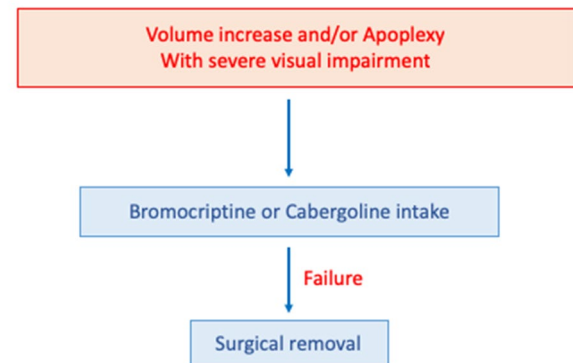 Volume increase and/or Apoplexy
With severe visual impairment
Bromocriptine or Cabergoline intake
Failure
Surgical removal